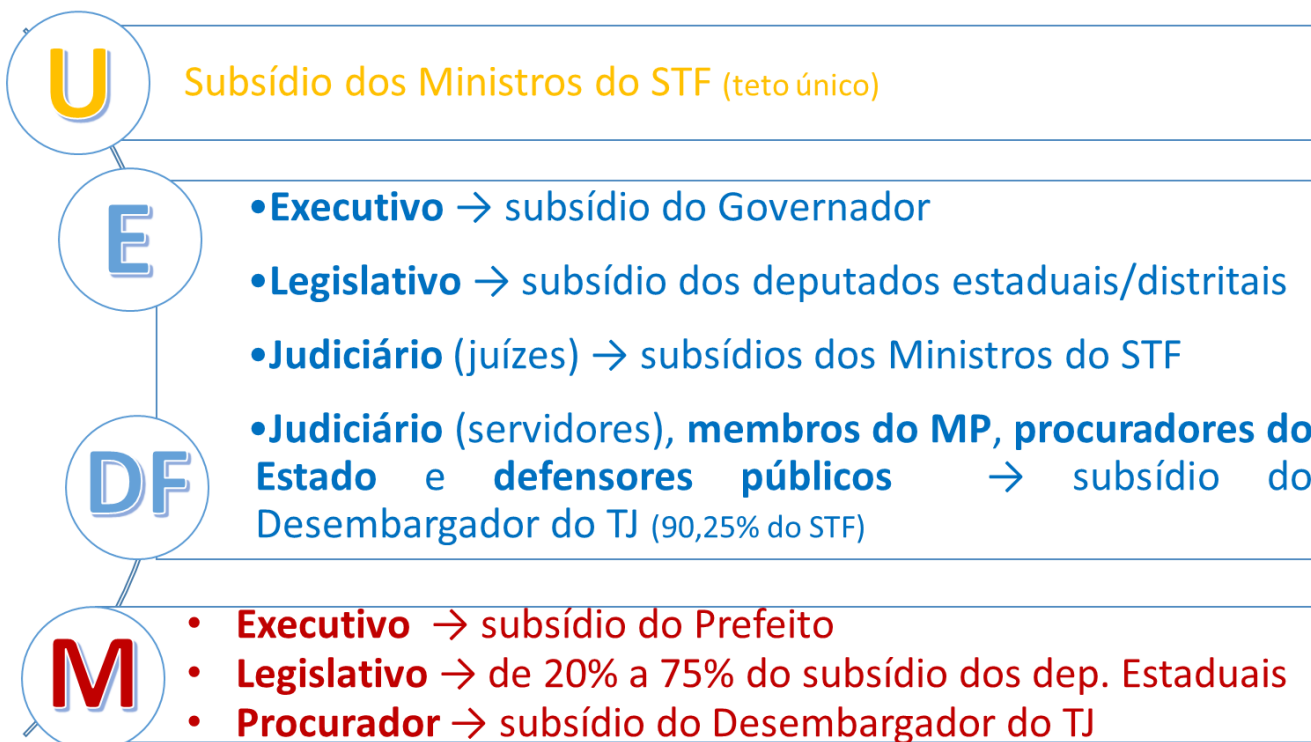 U
Subsídio dos Ministros do STF (teto único)
E
•Executivo → subsídio do Governador
•Legislativo → subsídio dos deputados estaduais/distritais
•Judiciário (juízes) → subsídios dos Ministros do STF
DF
•Judiciário (servidores), membros do MP, procuradores do
Estado e defensores públicos → subsídio do
Desembargador do TJ (90,25% do STF)
M
• Executivo → subsídio do Prefeito
• Legislativo → de 20% a 75% do subsídio dos dep. Estaduais
• Procurador → subsídio do Desembargador do TJ